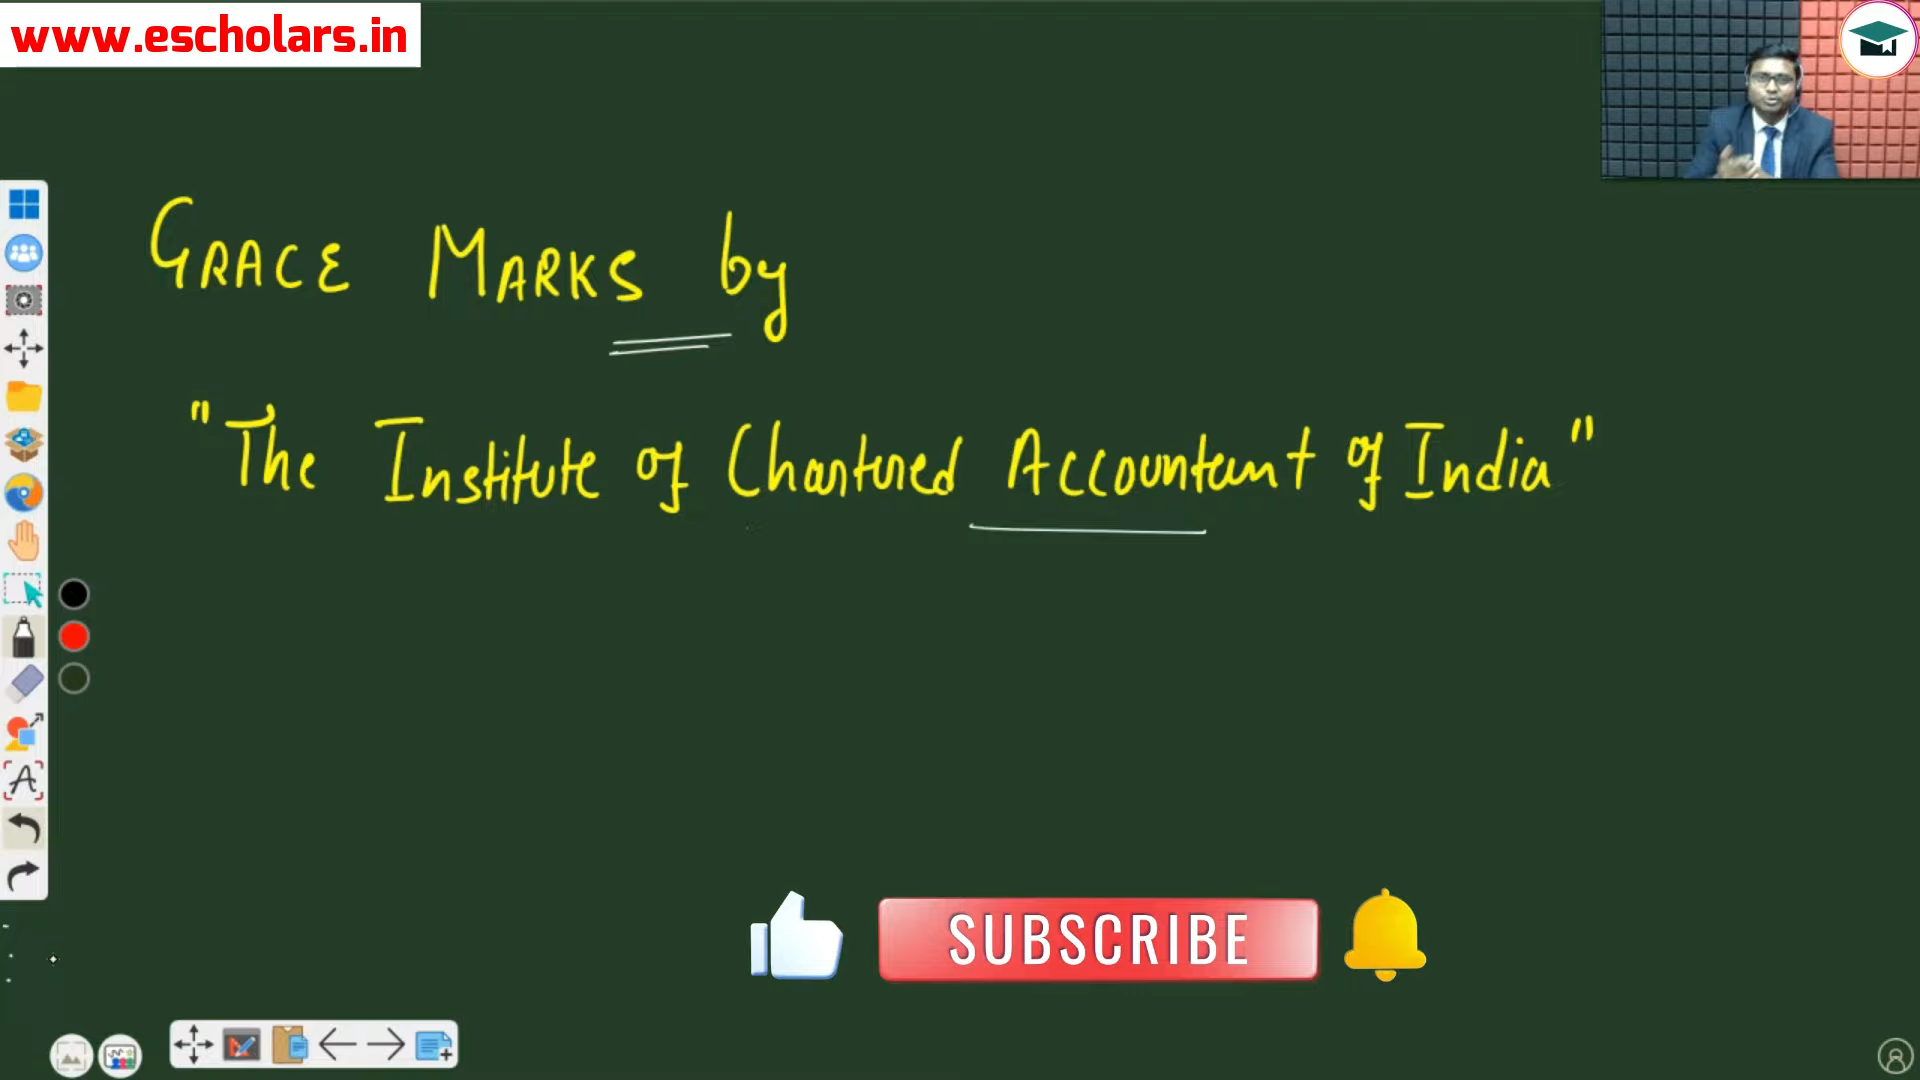 www.escholars.in
GRACE MARKS by
"The Institute of Chartered Accountant of India"
SUBSCRIBE